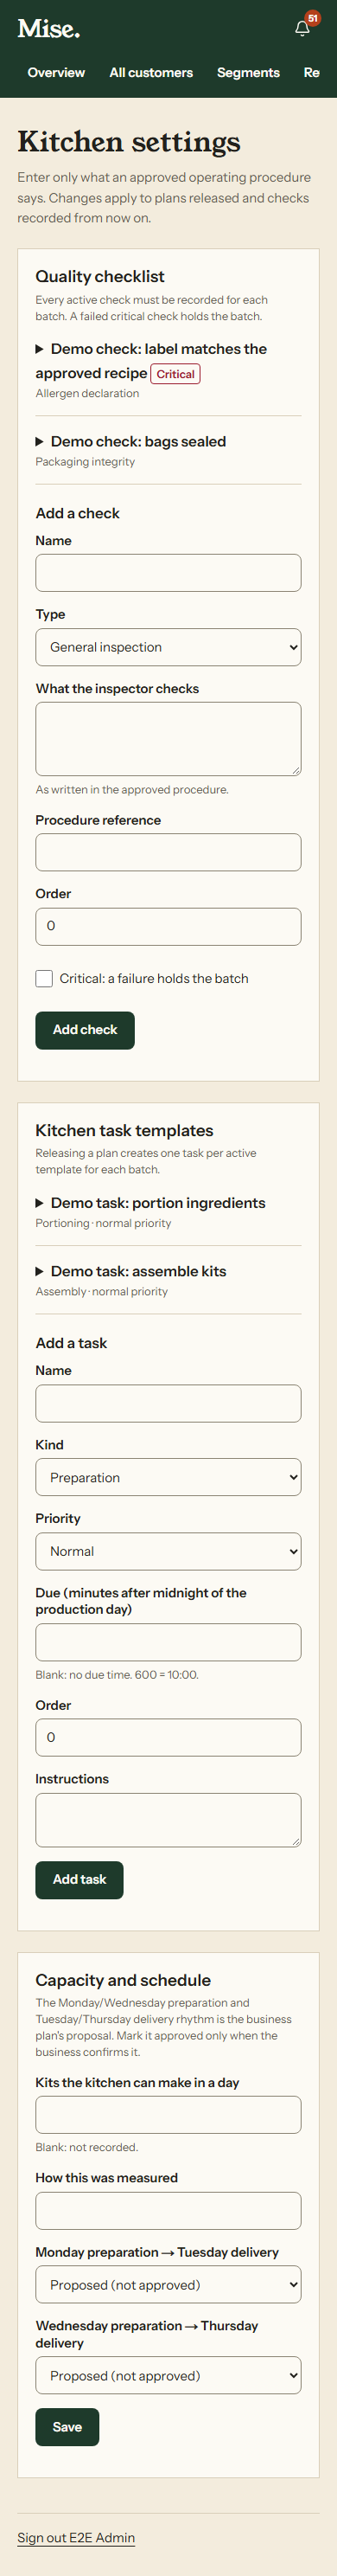 Mise.
51
Overview All customers Segments Re
Kitchen settings
Enter only what an approved operating procedure
says. Changes apply to plans released and checks
recorded from now on.
Quality checklist
Every active check must be recorded for each
batch. A failed critical check holds the batch.
Demo check: label matches the
approved recipe Critical
Allergen declaration
Demo check: bags sealed
Packaging integrity
Add a check
Name
Type
General inspection
What the inspector checks
As written in the approved procedure.
Procedure reference
Order
0
Critical: a failure holds the batch
Add check
Kitchen task templates
Releasing a plan creates one task per active
template for each batch.
Demo task: portion ingredients
Portioning · normal priority
Demo task: assemble kits
Assembly · normal priority
Add a task
Name
Kind
Preparation
Priority
Normal
Due (minutes after midnight of the
production day)
Blank: no due time. 600 = 10:00.
Order
0
Instructions
Add task
Capacity and schedule
The Monday/Wednesday preparation and
Tuesday/Thursday delivery rhythm is the business
plan's proposal. Mark it approved only when the
business confirms it.
Kits the kitchen can make in a day
Blank: not recorded.
How this was measured
Monday preparation → Tuesday delivery
Proposed (not approved)
Wednesday preparation → Thursday
delivery
Proposed (not approved)
Save
Sign out E2E Admin